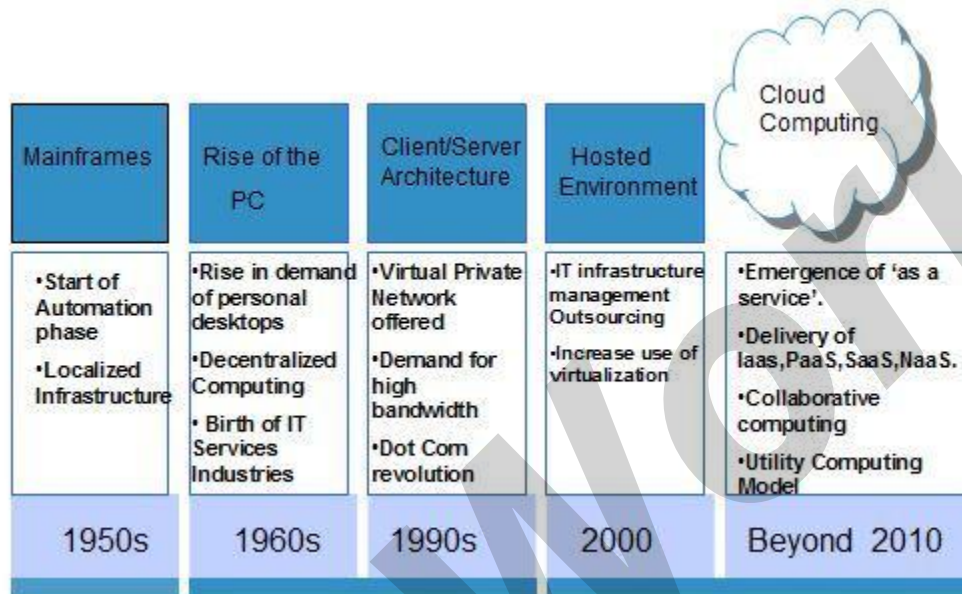 Mainframes
•Start of
Automation
phase
•Localized
Infrastructure
1950s
Rise of the
PC
•Rise in demand
of personal
desktops
•Decentralized
Computing
• Birth of IT
Services
Industries
1960s
Client/Server
Architecture
•Virtual Private
Network
offered
•Demand for
high
bandwidth
•Dot Com
revolution
1990s
Hosted
Environment
•IT infrastructure
management
Outsourcing
•Increase use of
virtualization
2000
Cloud
Computing
•Emergence of ‘as a
service’.
•Delivery of
Iaas,PaaS,SaaS,NaaS.
•Collaborative
computing
•Utility Computing
Model
Beyond 2010